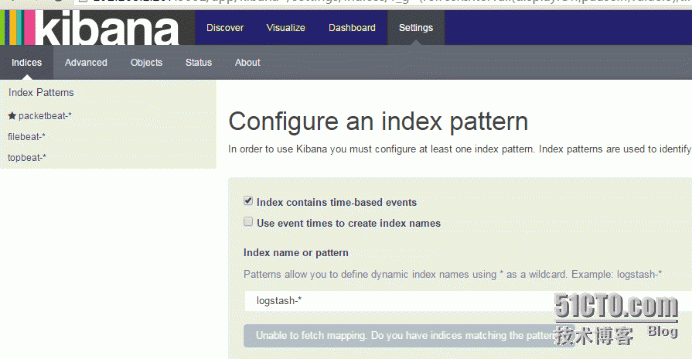 kibana
Discover Visualize Dashboard Settings
Indices Advanced Objects Status About
Index Patterns
packetbeat-*
filebeat-*
topbeat-*
Configure an index pattern
In order to use Kibana you must configure at least one index pattern. Index patterns are used to identify
Index contains time-based events
Use event times to create index names
Index name or pattern
Patterns allow you to define dynamic index names using * as a wildcard. Example: logstash-*
logstash-*
Unable to fetch mapping. Do you have indices matching the pattern
51CTO.com
技术博客 Blog